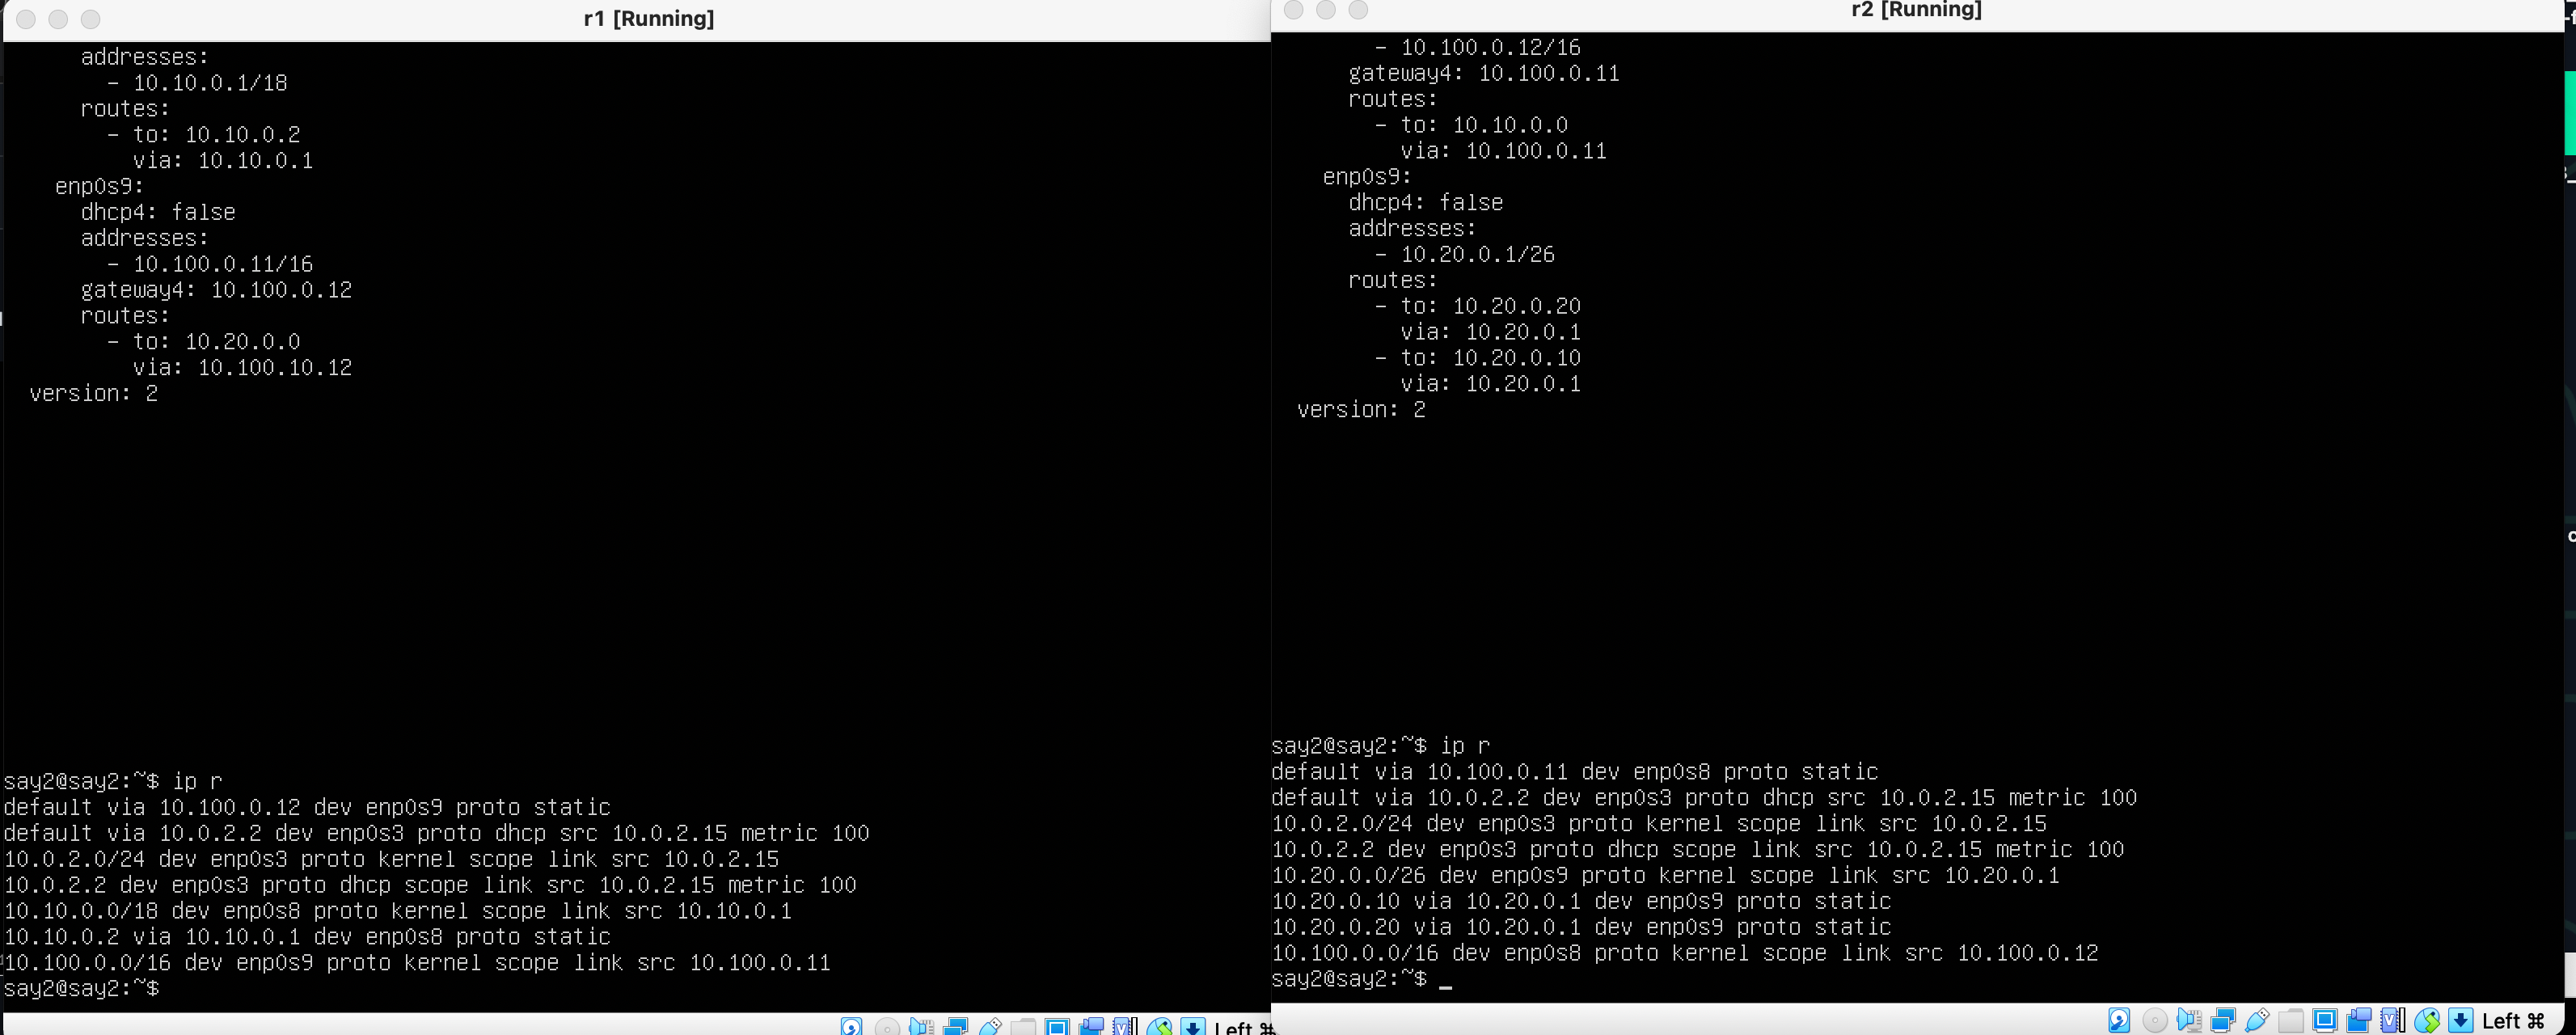 r1 [Running]
addresses:
- 10.10.0.1/18
routes:
- to: 10.10.0.2
via: 10.10.0.1
enp0s9:
dhcp4: false
addresses:
- 10.100.0.11/16
gateway4: 10.100.0.12
routes:
- to: 10.20.0.0
via: 10.100.10.12
version: 2
say2@say2:~$ ip r
default via 10.100.0.12 dev enp0s9 proto static
default via 10.0.2.2 dev enp0s3 proto dhcp src 10.0.2.15 metric 100
10.0.2.0/24 dev enp0s3 proto kernel scope link src 10.0.2.15
10.0.2.2 dev enp0s3 proto dhcp scope link src 10.0.2.15 metric 100
10.10.0.0/18 dev enp0s8 proto kernel scope link src 10.10.0.1
10.10.0.2 via 10.10.0.1 dev enp0s8 proto static
10.100.0.0/16 dev enp0s9 proto kernel scope link src 10.100.0.11
say2@say2:~$
Left ⌘
r2 [Running]
- 10.100.0.12/16
gateway4: 10.100.0.11
routes:
- to: 10.10.0.0
via: 10.100.0.11
enp0s9:
dhcp4: false
addresses:
- 10.20.0.1/26
routes:
- to: 10.20.0.20
via: 10.20.0.1
- to: 10.20.0.10
via: 10.20.0.1
version: 2
say2@say2:~$ ip r
default via 10.100.0.11 dev enp0s8 proto static
default via 10.0.2.2 dev enp0s3 proto dhcp src 10.0.2.15 metric 100
10.0.2.0/24 dev enp0s3 proto kernel scope link src 10.0.2.15
10.0.2.2 dev enp0s3 proto dhcp scope link src 10.0.2.15 metric 100
10.20.0.0/26 dev enp0s9 proto kernel scope link src 10.20.0.1
10.20.0.10 via 10.20.0.1 dev enp0s9 proto static
10.20.0.20 via 10.20.0.1 dev enp0s9 proto static
10.100.0.0/16 dev enp0s8 proto kernel scope link src 10.100.0.12
say2@say2:~$ _
Left ⌘